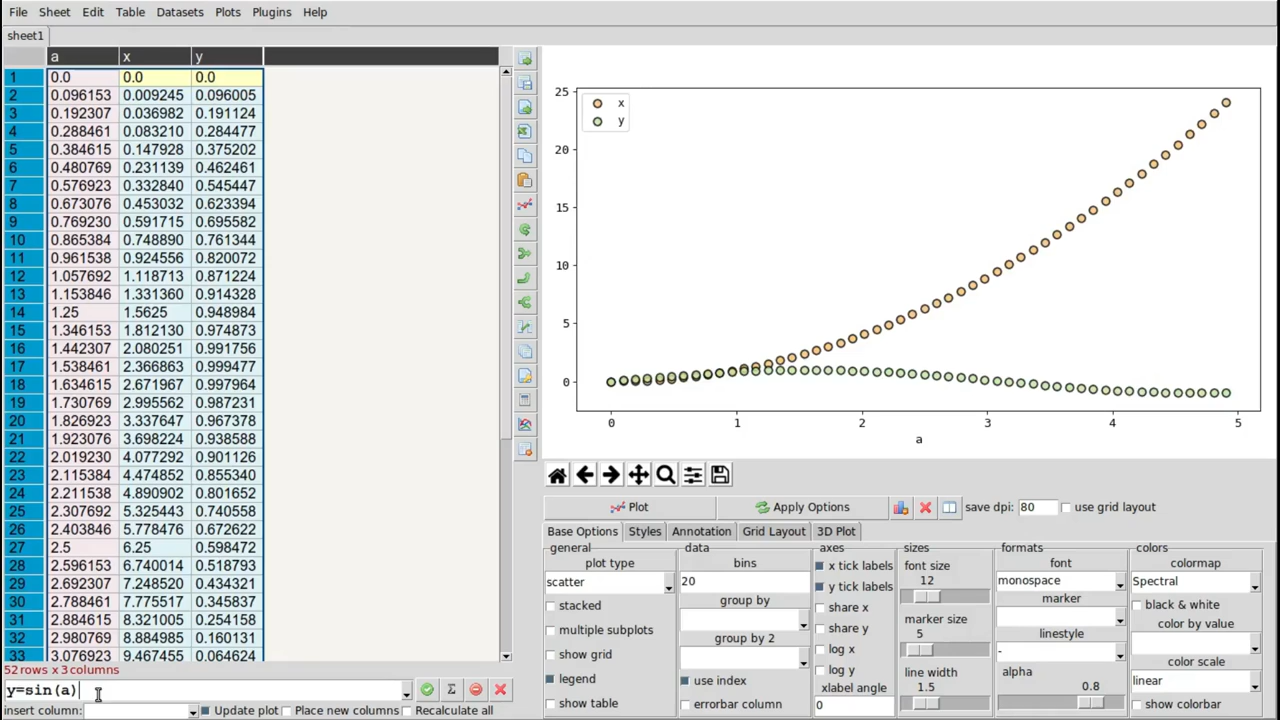 File Sheet Edit Table Datasets Plots Plugins Help
sheet1
a x y
1 0.0 0.0 0.0
2 0.096153 0.009245 0.096005
3 0.192307 0.036982 0.191124
4 0.288461 0.083210 0.284477
5 0.384615 0.147928 0.375202
6 0.480769 0.231139 0.462461
7 0.576923 0.332840 0.545447
8 0.673076 0.453032 0.623394
9 0.769230 0.591715 0.695582
10 0.865384 0.748890 0.761344
11 0.961538 0.924556 0.820072
12 1.057692 1.118713 0.871224
13 1.153846 1.331360 0.914328
14 1.25 1.5625 0.948984
15 1.346153 1.812130 0.974873
16 1.442307 2.080251 0.991756
17 1.538461 2.366863 0.999477
18 1.634615 2.671967 0.997964
19 1.730769 2.995562 0.987231
20 1.826923 3.337647 0.967378
21 1.923076 3.698224 0.938588
22 2.019230 4.077292 0.901126
23 2.115384 4.474852 0.855340
24 2.211538 4.890902 0.801652
25 2.307692 5.325443 0.740558
26 2.403846 5.778476 0.672622
27 2.5 6.25 0.598472
28 2.596153 6.740014 0.518793
29 2.692307 7.248520 0.434321
30 2.788461 7.775517 0.345837
31 2.884615 8.321005 0.254158
32 2.980769 8.884985 0.160131
33 3.076923 9.467455 0.064624
52 rows x 3 columns
y=sin(a)
insert column: Update plot Place new columns Recalculate all
x
y
25
20
15
10
5
0
0 1 2 3 4 5
a
Plot Apply Options save dpi: 80 use grid layout
Base Options Styles Annotation Grid Layout 3D Plot
general
plot type
scatter
stacked
multiple subplots
show grid
legend
show table
data
bins
20
group by
group by 2
use index
errorbar column
axes
x tick labels
y tick labels
share x
share y
log x
log y
xlabel angle
0
sizes
font size
12
marker size
5
line width
1.5
formats
font
monospace
marker
linestyle
-
alpha
0.8
colors
colormap
Spectral
black & white
color by value
color scale
linear
show colorbar